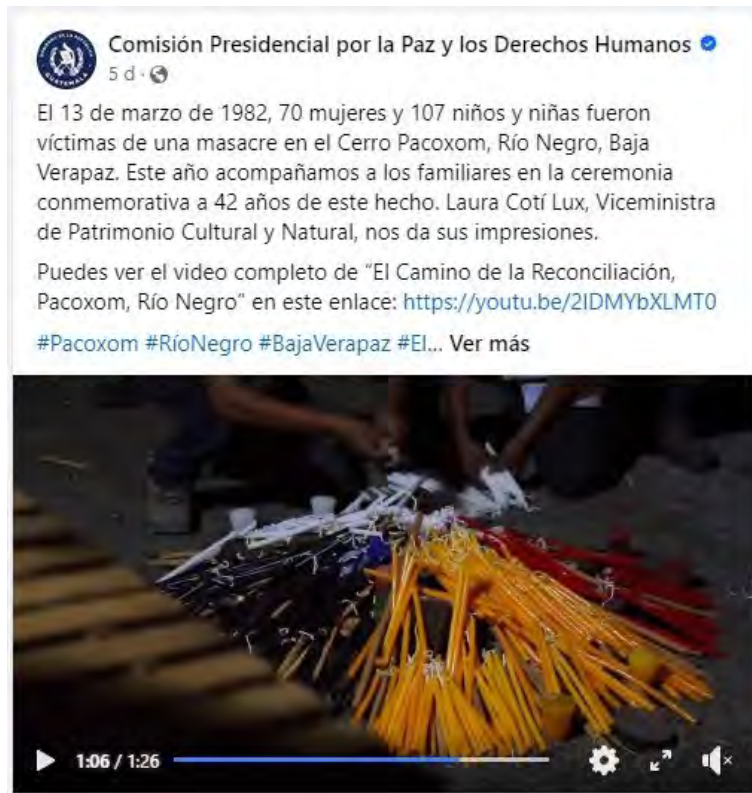 Comisión Presidencial por la Paz y los Derechos Humanos
5 d ·
El 13 de marzo de 1982, 70 mujeres y 107 niños y niñas fueron
víctimas de una masacre en el Cerro Pacoxom, Río Negro, Baja
Verapaz. Este año acompañamos a los familiares en la ceremonia
conmemorativa a 42 años de este hecho. Laura Cotí Lux, Viceministra
de Patrimonio Cultural y Natural, nos da sus impresiones.
Puedes ver el video completo de “El Camino de la Reconciliación,
Pacoxom, Río Negro” en este enlace: https://youtu.be/2IDMYbXLMT0
#Pacoxom #RíoNegro #BajaVerapaz #El... Ver más
1:06 / 1:26